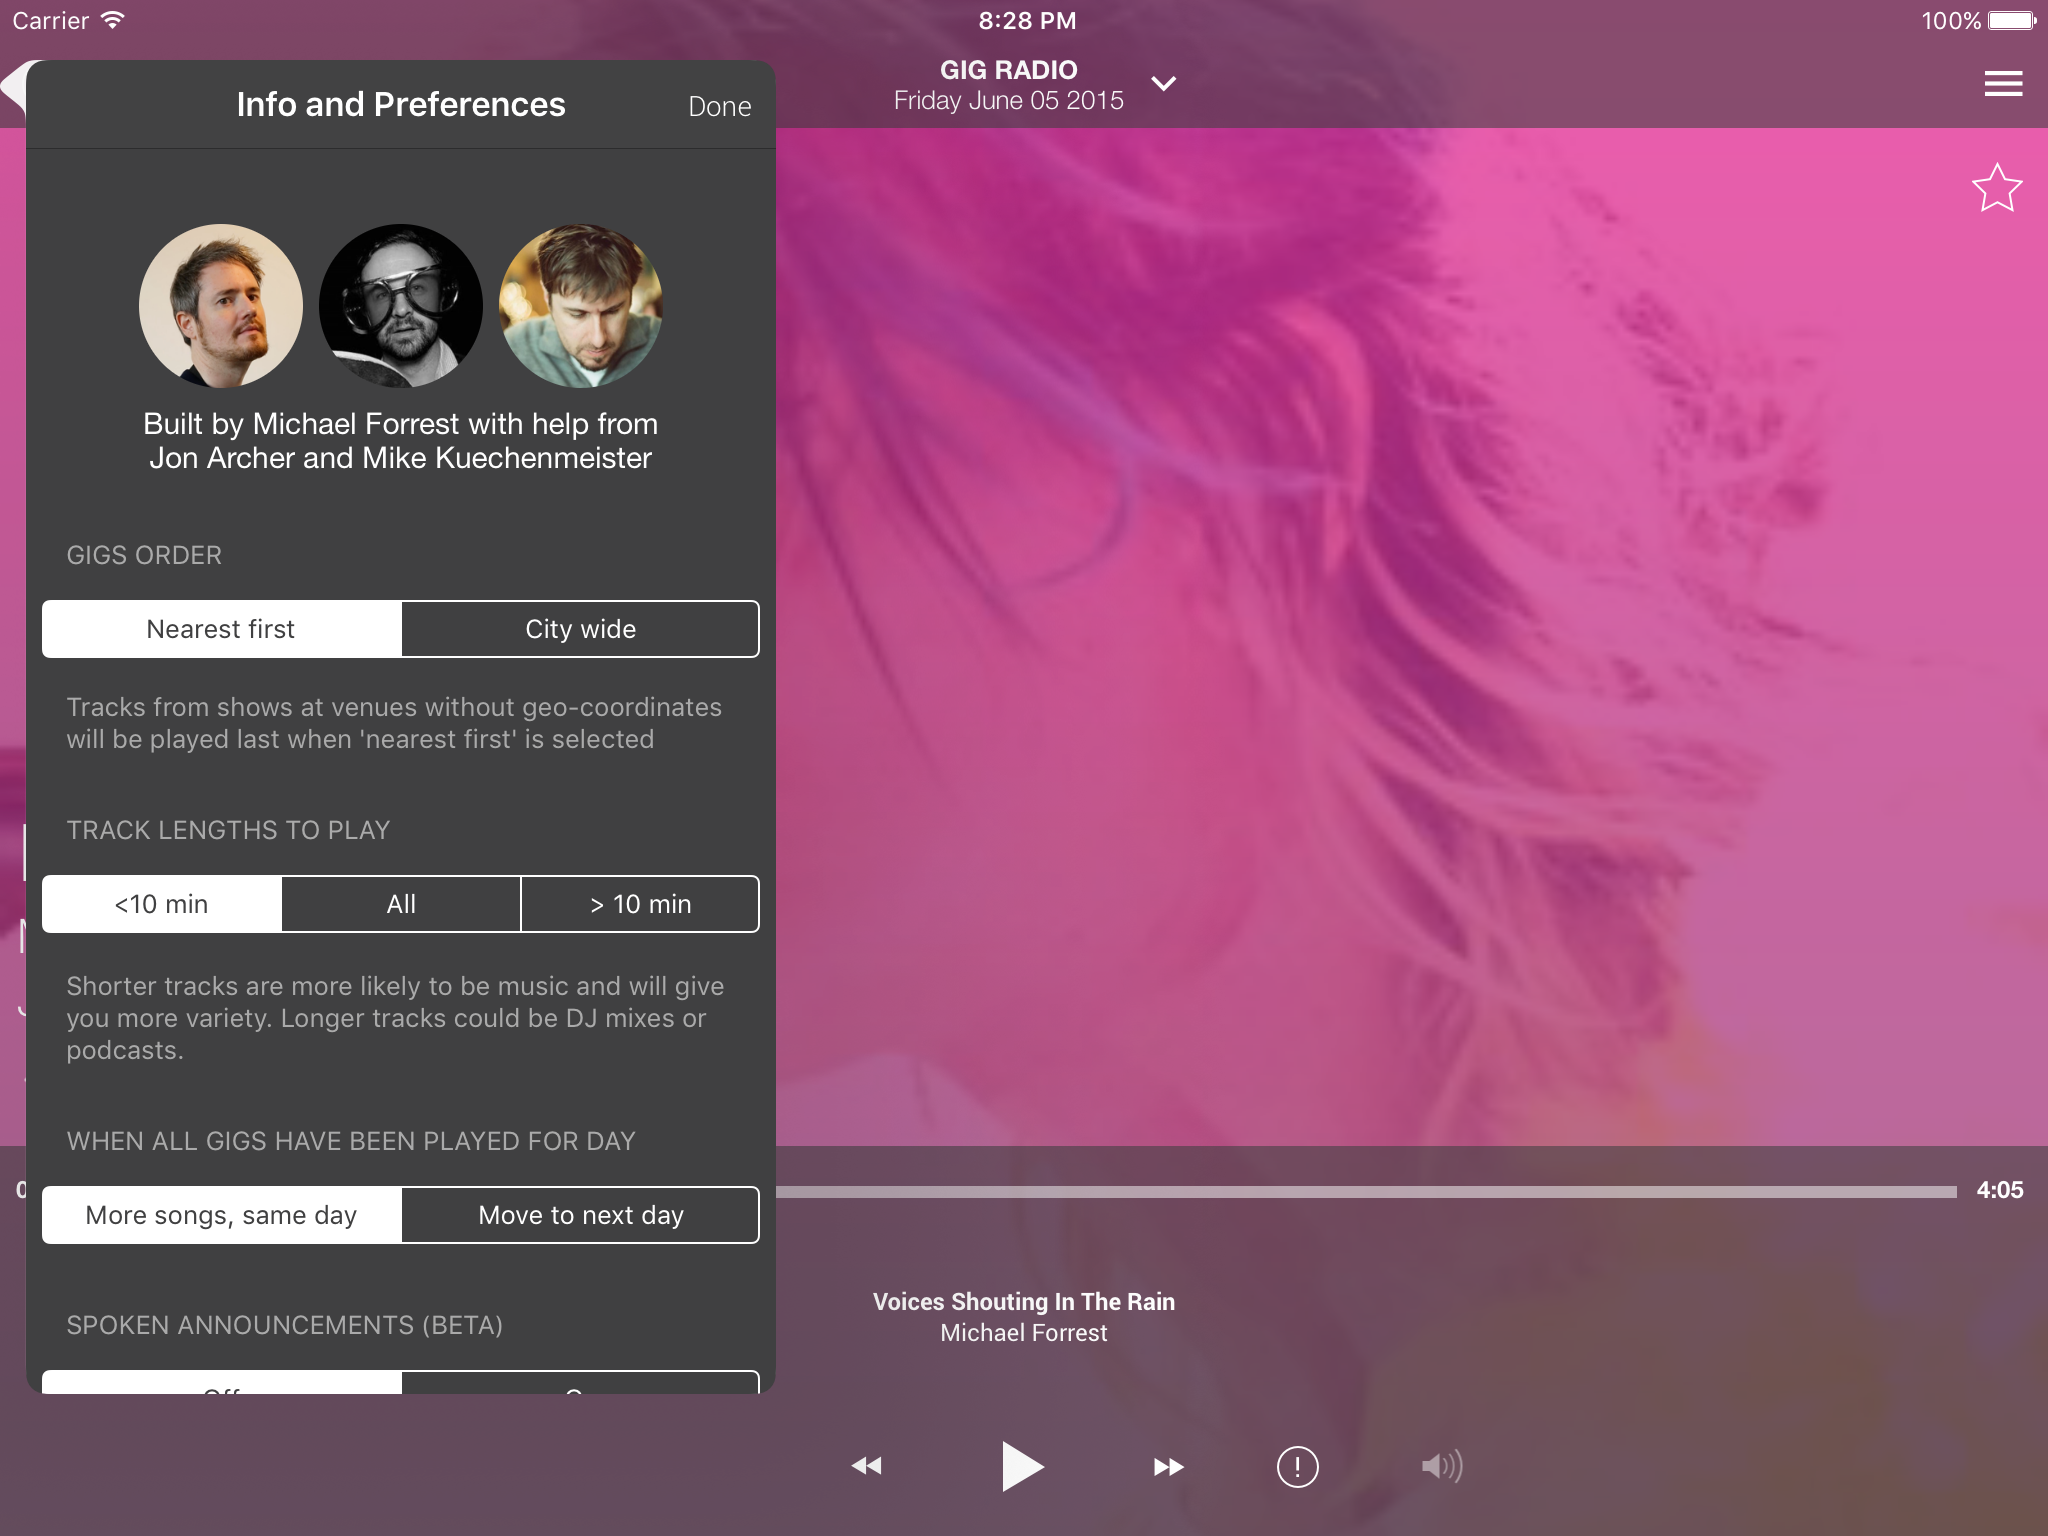 Carrier
8:28 PM
100%
GIG RADIO
Friday June 05 2015
Info and Preferences
Done
Built by Michael Forrest with help from
Jon Archer and Mike Kuechenmeister
GIGS ORDER
Nearest first
City wide
Tracks from shows at venues without geo-coordinates
will be played last when 'nearest first' is selected
TRACK LENGTHS TO PLAY
<10 min
All
> 10 min
Shorter tracks are more likely to be music and will give
you more variety. Longer tracks could be DJ mixes or
podcasts.
WHEN ALL GIGS HAVE BEEN PLAYED FOR DAY
More songs, same day
Move to next day
SPOKEN ANNOUNCEMENTS (BETA)
4:05
Voices Shouting In The Rain
Michael Forrest